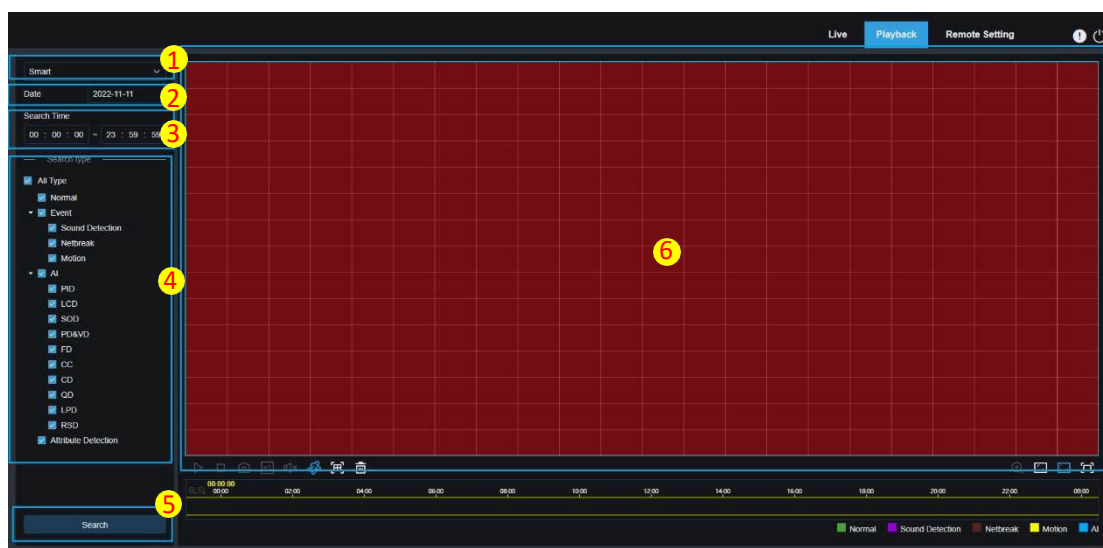 Live Playback Remote Setting
1
Smart
2
Date 2022-11-11
3
Search Time
00 : 00 : 00 ~ 23 : 59 : 59
Search type
4
All Type
Normal
Event
Sound Detection
Netbreak
Motion
AI
PID
LCD
SOD
PD&VD
FD
CC
CD
QD
LPD
RSD
Attribute Detection
5
Search
6
00:00:00
00:00 02:00 04:00 06:00 08:00 10:00 12:00 14:00 16:00 18:00 20:00 22:00 00:00
Normal Sound Detection Netbreak Motion AI